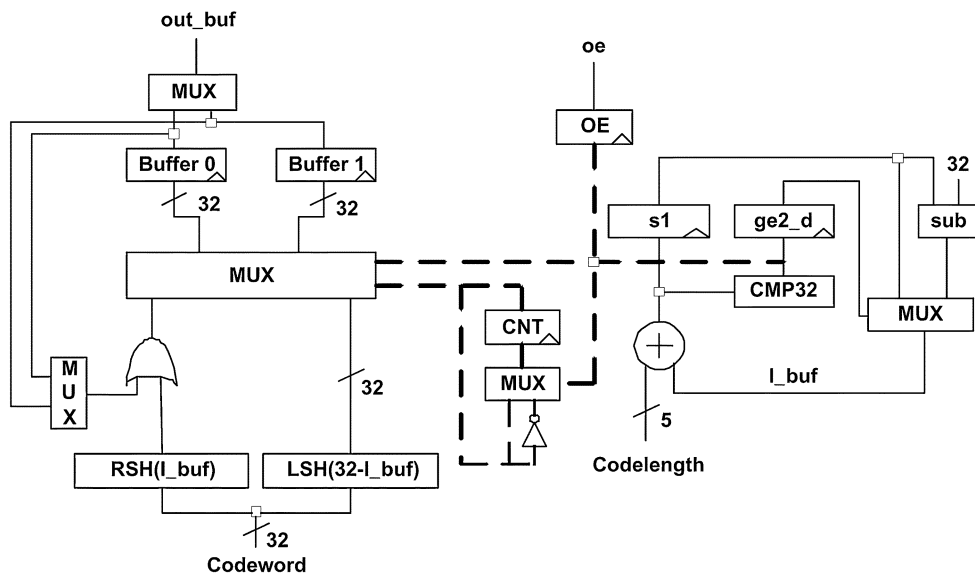 out_buf
MUX
oe
OE
Buffer 0
Buffer 1
32
32
32
s1
ge2_d
sub
MUX
CMP32
MUX
CNT
MUX
MUX
32
l_buf
5
RSH(l_buf)
LSH(32-l_buf)
Codelength
32
Codeword